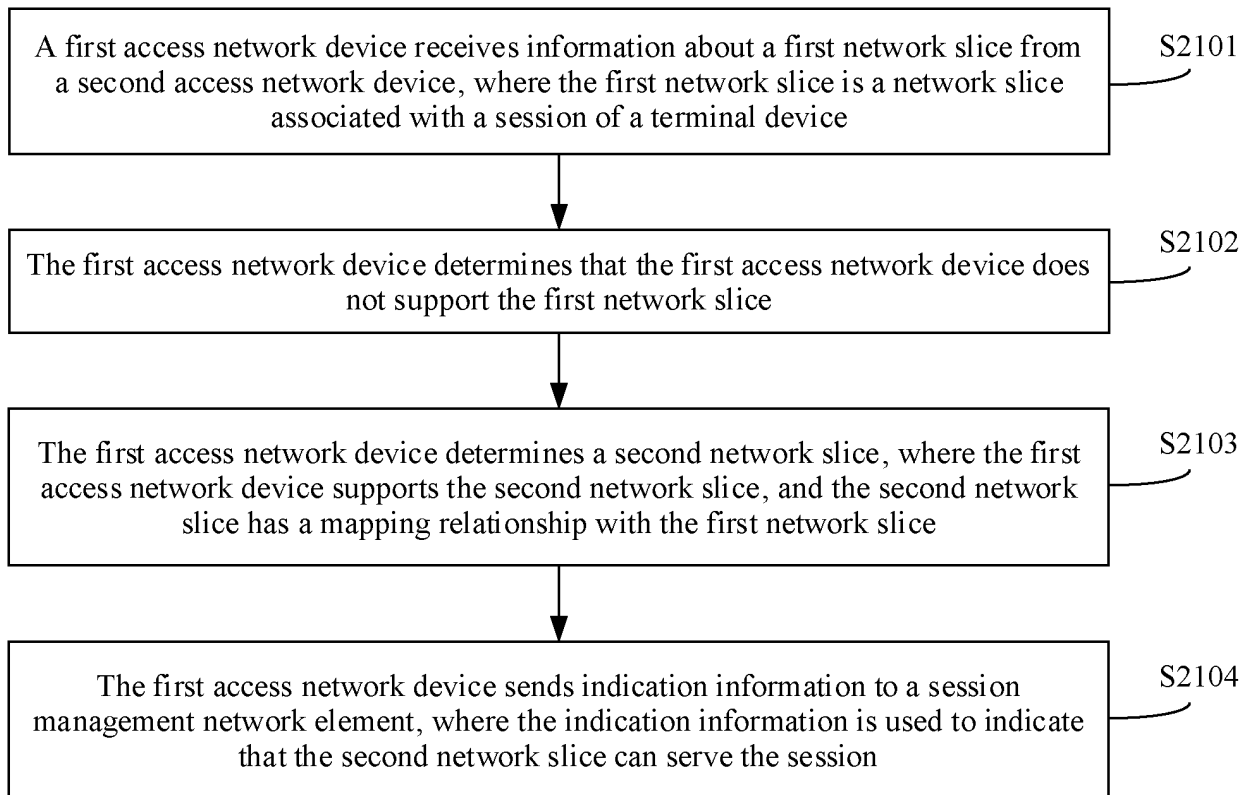 A first access network device receives information about a first network slice from
a second access network device, where the first network slice is a network slice
associated with a session of a terminal device
S2101
The first access network device determines that the first access network device does
not support the first network slice
S2102
The first access network device determines a second network slice, where the first
access network device supports the second network slice, and the second network
slice has a mapping relationship with the first network slice
S2103
The first access network device sends indication information to a session
management network element, where the indication information is used to indicate
that the second network slice can serve the session
S2104